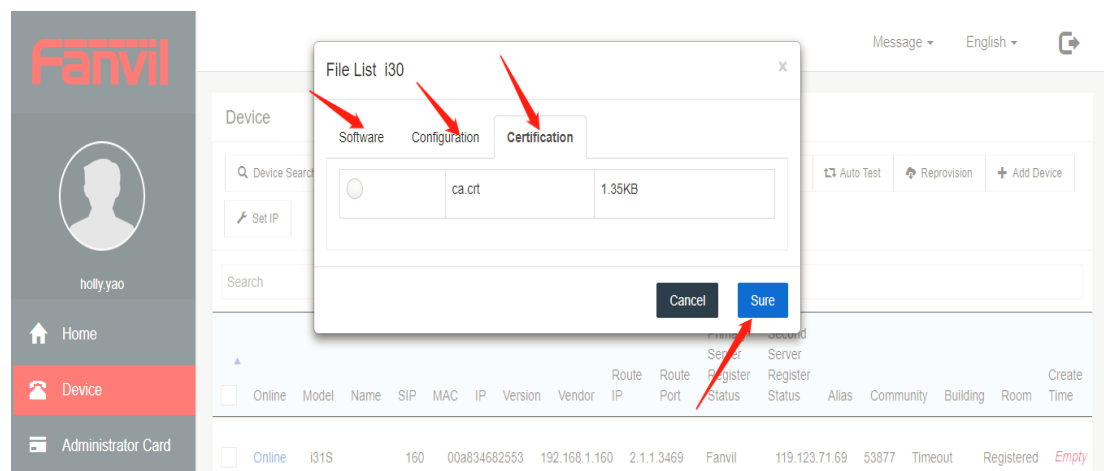 Fanvil
Message
English
File List i30
x
Device
Software
Configuration
Certification
Device Search
Auto Test
Reprovision
Add Device
ca.crt
1.35KB
Set IP
holly.yao
Search
Cancel
Sure
Home
Device
Administrator Card
Online
Model
Name
SIP
MAC
IP
Version
Vendor
Route IP
Route Port
Server Register Status
Second Server Register Status
Alias
Community
Building
Room
Create Time
Online
i31S
160
00a834682553
192.168.1.160
2.1.1.3469
Fanvil
119.123.71.69
53877
Timeout
Registered
Empty